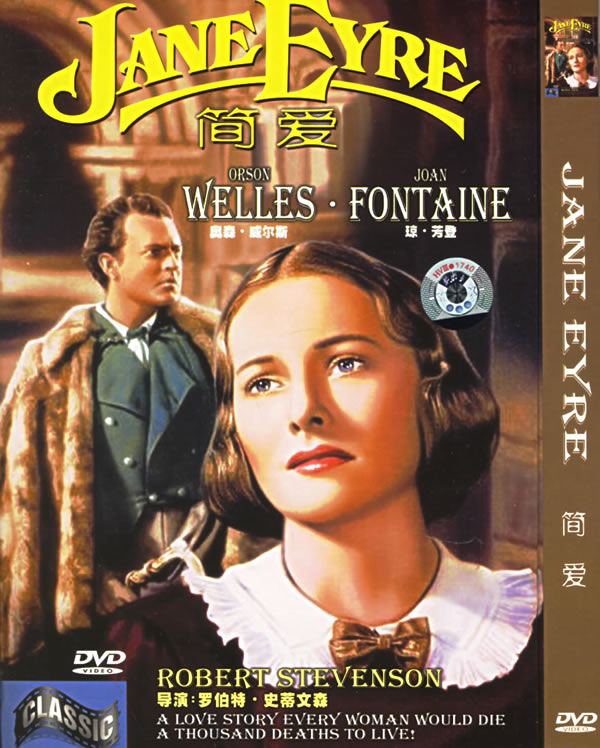 JANE EYRE
简爱
ORSON JOAN
WELLES · FONTAINE
奥森·威尔斯 琼·芳登
DVD
VIDEO
CLASSIC
ROBERT STEVENSON
导演:罗伯特·史蒂文森
A LOVE STORY EVERY WOMAN WOULD DIE
A THOUSAND DEATHS TO LIVE!
JANE EYRE
JANE EYRE
简爱
DVD
VIDEO